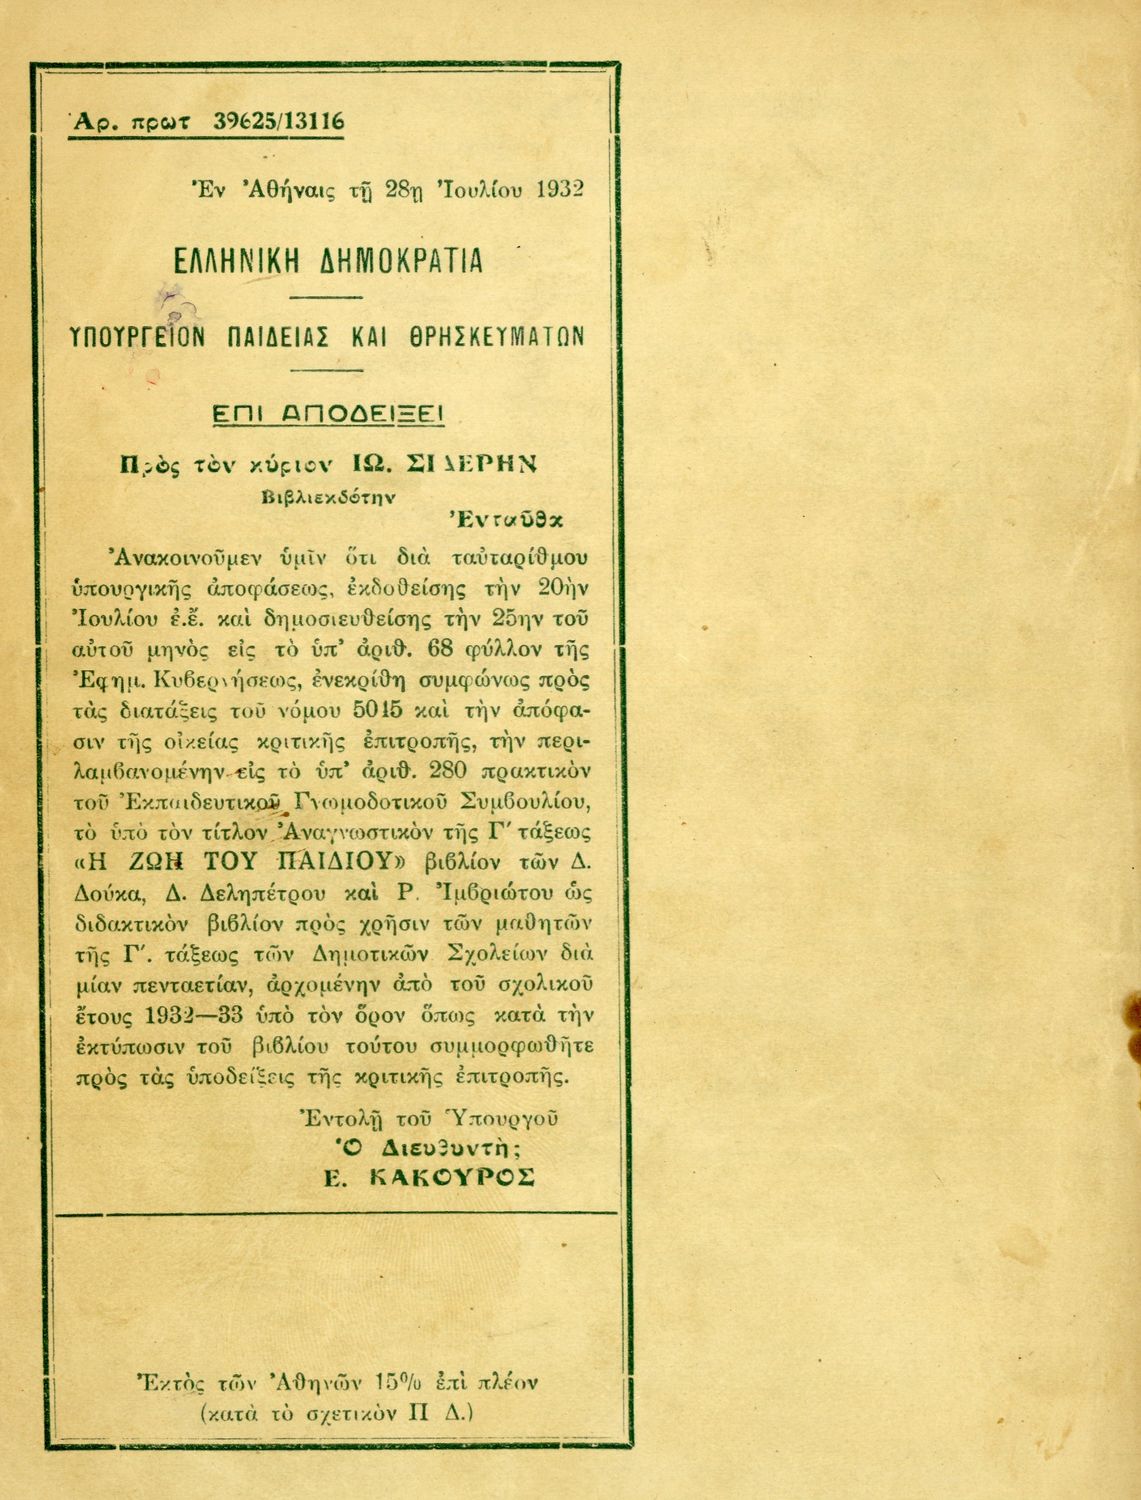 Ἀρ. πρωτ 39625/13116
Ἐν Ἀθήναις τῇ 28ῃ Ἰουλίου 1932
ΕΛΛΗΝΙΚΗ ΔΗΜΟΚΡΑΤΙΑ
ΥΠΟΥΡΓΕΙΟΝ ΠΑΙΔΕΙΑΣ ΚΑΙ ΘΡΗΣΚΕΥΜΑΤΩΝ
ΕΠΙ ΑΠΟΔΕΙΞΕΙ
Πρὸς τὸν κύριον ΙΩ. ΣΙΔΕΡΗΝ
Βιβλιεκδότην
Ἐνταῦθα
Ἀνακοινοῦμεν ὑμῖν ὅτι διὰ ταὐταρίθμου
ὑπουργικῆς ἀποφάσεως, ἐκδοθείσης τὴν 20ὴν
Ἰουλίου ἐ.ἔ. καὶ δημοσιευθείσης τὴν 25ην τοῦ
αὐτοῦ μηνὸς εἰς τὸ ὑπ' ἀριθ. 68 φύλλον τῆς
Ἐφημ. Κυβερνήσεως, ἐνεκρίθη συμφώνως πρὸς
τὰς διατάξεις τοῦ νόμου 5015 καὶ τὴν ἀπόφα-
σιν τῆς οἰκείας κριτικῆς ἐπιτροπῆς, τὴν περι-
λαμβανομένην εἰς τὸ ὑπ' ἀριθ. 280 πρακτικὸν
τοῦ Ἐκπαιδευτικοῦ Γνωμοδοτικοῦ Συμβουλίου,
τὸ ὑπὸ τὸν τίτλον Ἀναγνωστικὸν τῆς Γ΄ τάξεως
«Η ΖΩΗ ΤΟΥ ΠΑΙΔΙΟΥ» βιβλίον τῶν Δ.
Δούκα, Δ. Δεληπέτρου καὶ Ρ. Ἰμβριώτου ὡς
διδακτικὸν βιβλίον πρὸς χρῆσιν τῶν μαθητῶν
τῆς Γ΄. τάξεως τῶν Δημοτικῶν Σχολείων διὰ
μίαν πενταετίαν, ἀρχομένην ἀπὸ τοῦ σχολικοῦ
ἔτους 1932—33 ὑπὸ τὸν ὅρον ὅπως κατὰ τὴν
ἐκτύπωσιν τοῦ βιβλίου τούτου συμμορφωθῆτε
πρὸς τὰς ὑποδείξεις τῆς κριτικῆς ἐπιτροπῆς.
Ἐντολῇ τοῦ Ὑπουργοῦ
Ὁ Διευθυντὴς
Ε. ΚΑΚΟΥΡΟΣ
Ἐκτὸς τῶν Ἀθηνῶν 15% ἐπὶ πλέον
(κατὰ τὸ σχετικὸν Π Δ.)